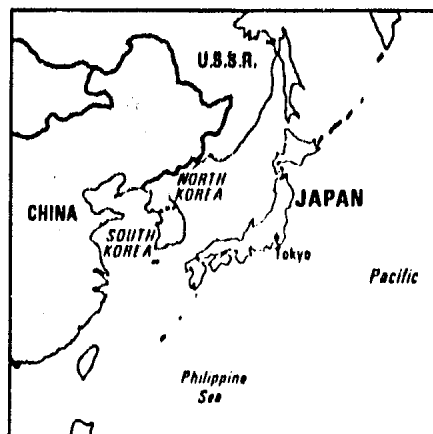 U.S.S.R.
NORTH
KOREA
JAPAN
CHINA
SOUTH
KOREA
Tokyo
Pacific
Philippine
Sea